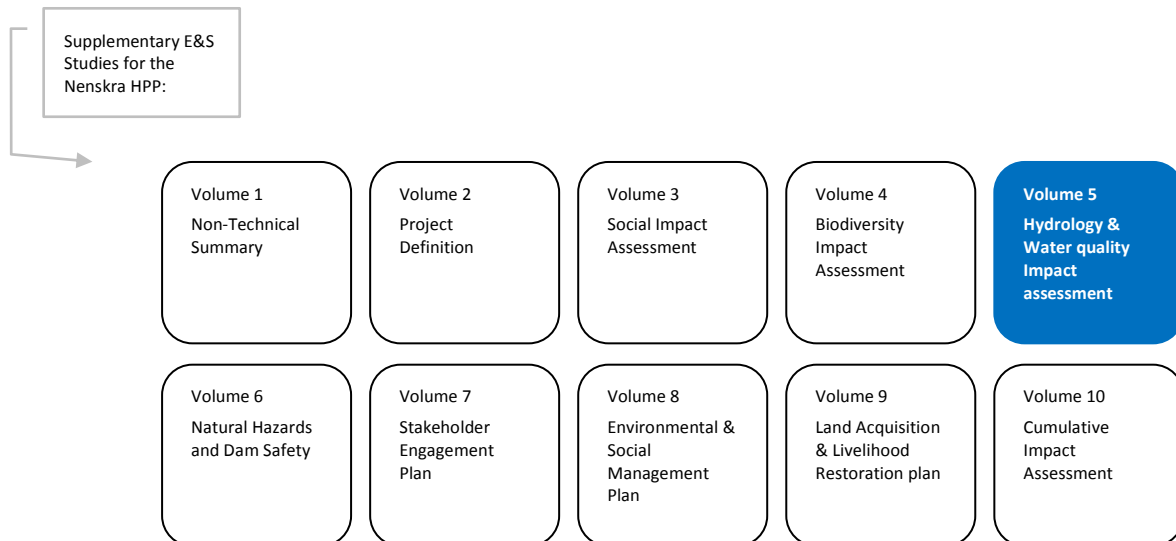 Supplementary E&S
Studies for the
Nenskra HPP:
Volume 1
Non-Technical
Summary
Volume 2
Project
Definition
Volume 3
Social Impact
Assessment
Volume 4
Biodiversity
Impact
Assessment
Volume 5
Hydrology &
Water quality
Impact
assessment
Volume 6
Natural Hazards
and Dam Safety
Volume 7
Stakeholder
Engagement
Plan
Volume 8
Environmental &
Social
Management
Plan
Volume 9
Land Acquisition
& Livelihood
Restoration plan
Volume 10
Cumulative
Impact
Assessment